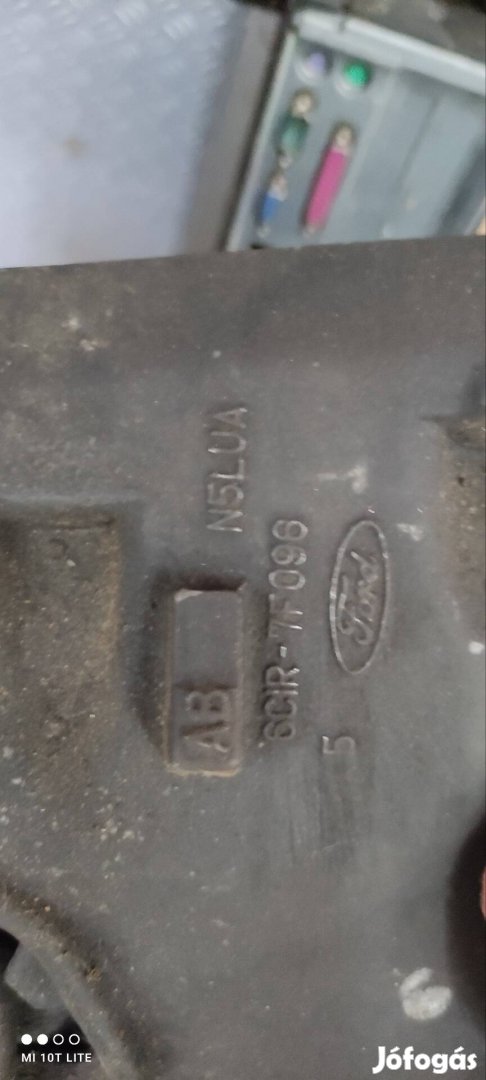 N5LUA
6C1R-7F096
AB
Ford
5
MI 10T LITE
Jófogás